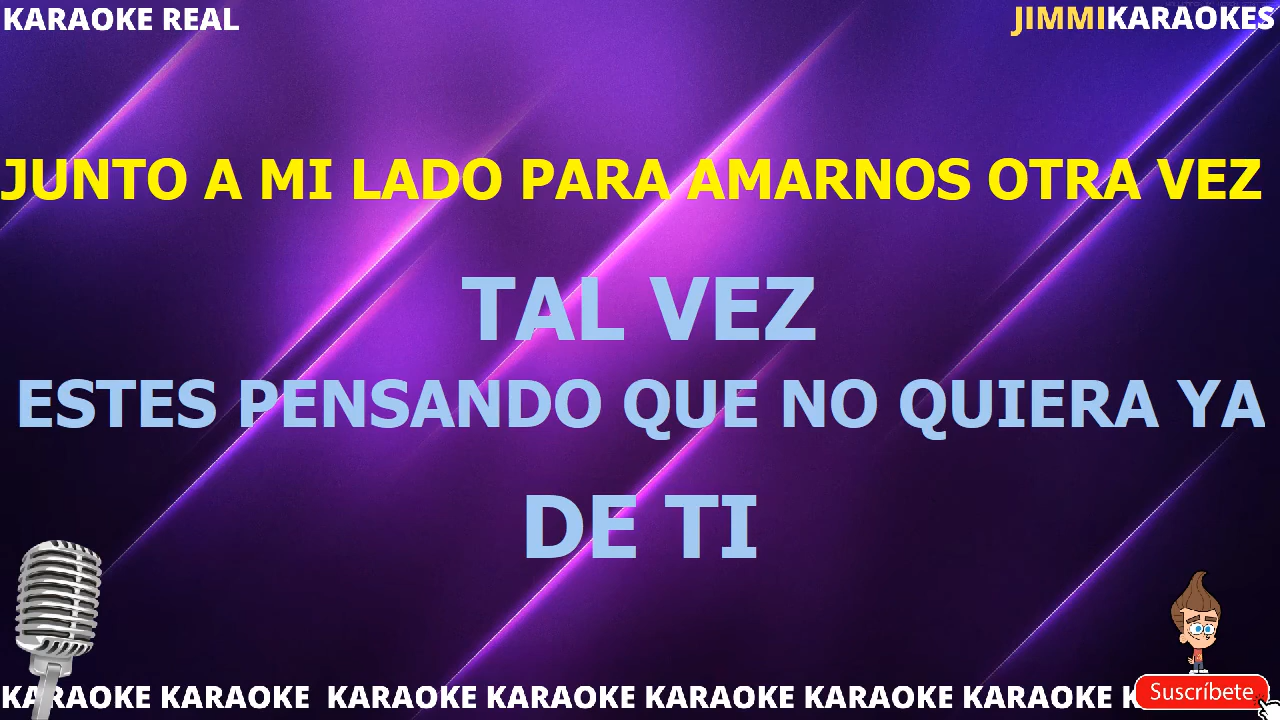 KARAOKE REAL
JIMMIKARAOKES
JUNTO A MI LADO PARA AMARNOS OTRA VEZ
TAL VEZ
ESTES PENSANDO QUE NO QUIERA YA
DE TI
KARAOKE KARAOKE KARAOKE KARAOKE KARAOKE KARAOKE KARAOKE K
Suscríbete